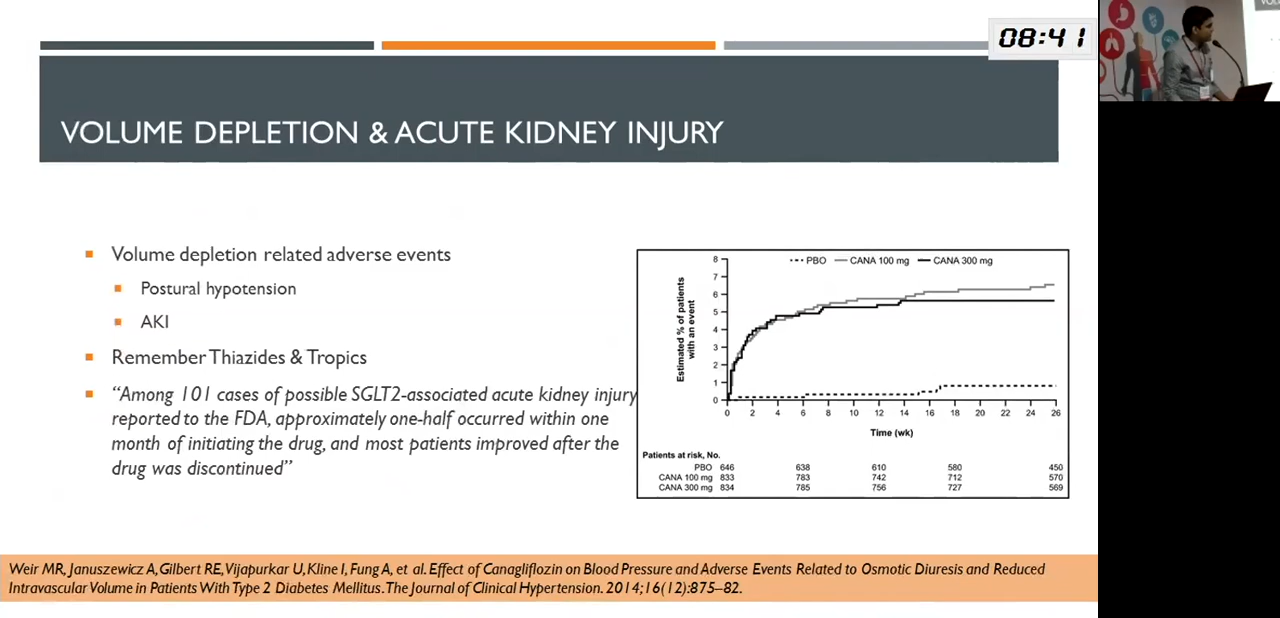 08:41
VOLUME DEPLETION & ACUTE KIDNEY INJURY
Volume depletion related adverse events
Postural hypotension
AKI
Remember Thiazides & Tropics
“Among 101 cases of possible SGLT2-associated acute kidney injury
reported to the FDA, approximately one-half occurred within one
month of initiating the drug, and most patients improved after the
drug was discontinued”
PBO CANA 100 mg CANA 300 mg
Estimated % of patients
with an event
8
7
6
5
4
3
2
1
0
0 2 4 6 8 10 12 14 16 18 20 22 24 26
Time (wk)
Patients at risk, No.
PBO 646 638 610 580 450
CANA 100 mg 833 783 742 712 570
CANA 300 mg 834 785 756 727 569
Weir MR, Januszewicz A, Gilbert RE, Vijapurkar U, Kline I, Fung A, et al. Effect of Canagliflozin on Blood Pressure and Adverse Events Related to Osmotic Diuresis and Reduced
Intravascular Volume in Patients With Type 2 Diabetes Mellitus. The Journal of Clinical Hypertension. 2014;16(12):875–82.